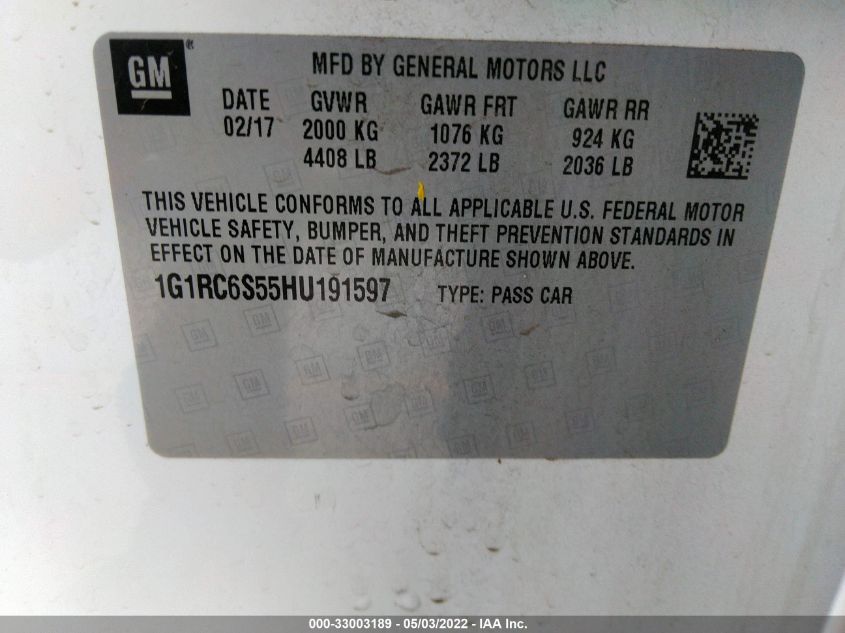 GM®
MFD BY GENERAL MOTORS LLC
DATE GVWR GAWR FRT GAWR RR
02/17 2000 KG 1076 KG 924 KG
4408 LB 2372 LB 2036 LB
THIS VEHICLE CONFORMS TO ALL APPLICABLE U.S. FEDERAL MOTOR
VEHICLE SAFETY, BUMPER, AND THEFT PREVENTION STANDARDS IN
EFFECT ON THE DATE OF MANUFACTURE SHOWN ABOVE.
1G1RC6S55HU191597 TYPE: PASS CAR
000-33003189 - 05/03/2022 - IAA Inc.